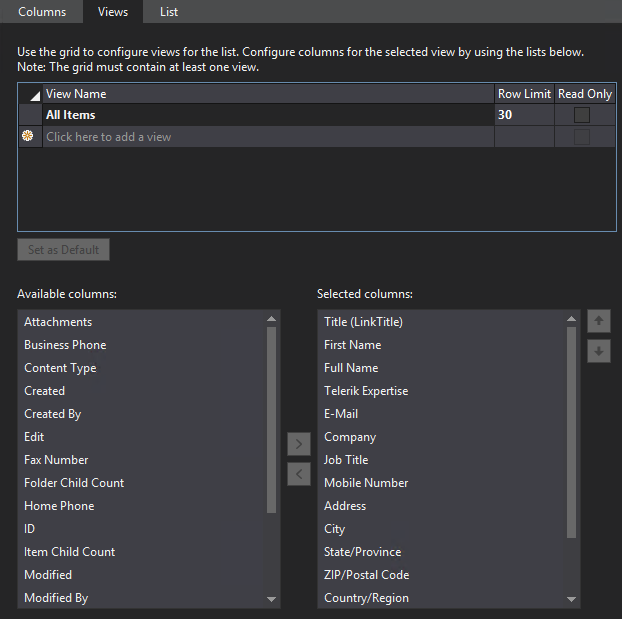 Columns Views List
Use the grid to configure views for the list. Configure columns for the selected view by using the lists below.
Note: The grid must contain at least one view.
View Name Row Limit Read Only
All Items 30
Click here to add a view
Set as Default
Available columns:
Attachments
Business Phone
Content Type
Created
Created By
Edit
Fax Number
Folder Child Count
Home Phone
ID
Item Child Count
Modified
Modified By
Selected columns:
Title (LinkTitle)
First Name
Full Name
Telerik Expertise
E-Mail
Company
Job Title
Mobile Number
Address
City
State/Province
ZIP/Postal Code
Country/Region